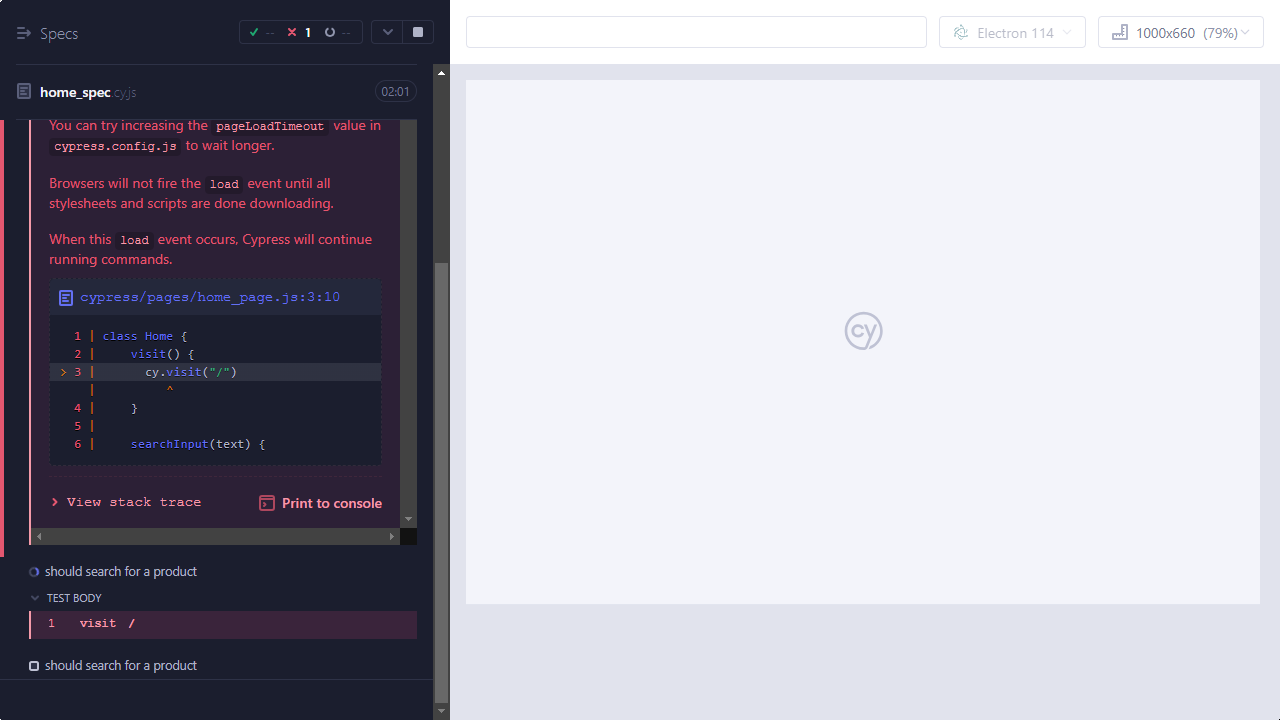 Specs
-- 1 --
Electron 114
1000x660 (79%)
home_spec.cy.js
02:01
You can try increasing the pageLoadTimeout value in
cypress.config.js to wait longer.
Browsers will not fire the load event until all
stylesheets and scripts are done downloading.
When this load event occurs, Cypress will continue
running commands.
cypress/pages/home_page.js:3:10
1 | class Home {
2 |     visit() {
> 3 |       cy.visit("/")
|          ^
4 |     }
5 |
6 |     searchInput(text) {
View stack trace
Print to console
should search for a product
TEST BODY
1 visit /
should search for a product
cy